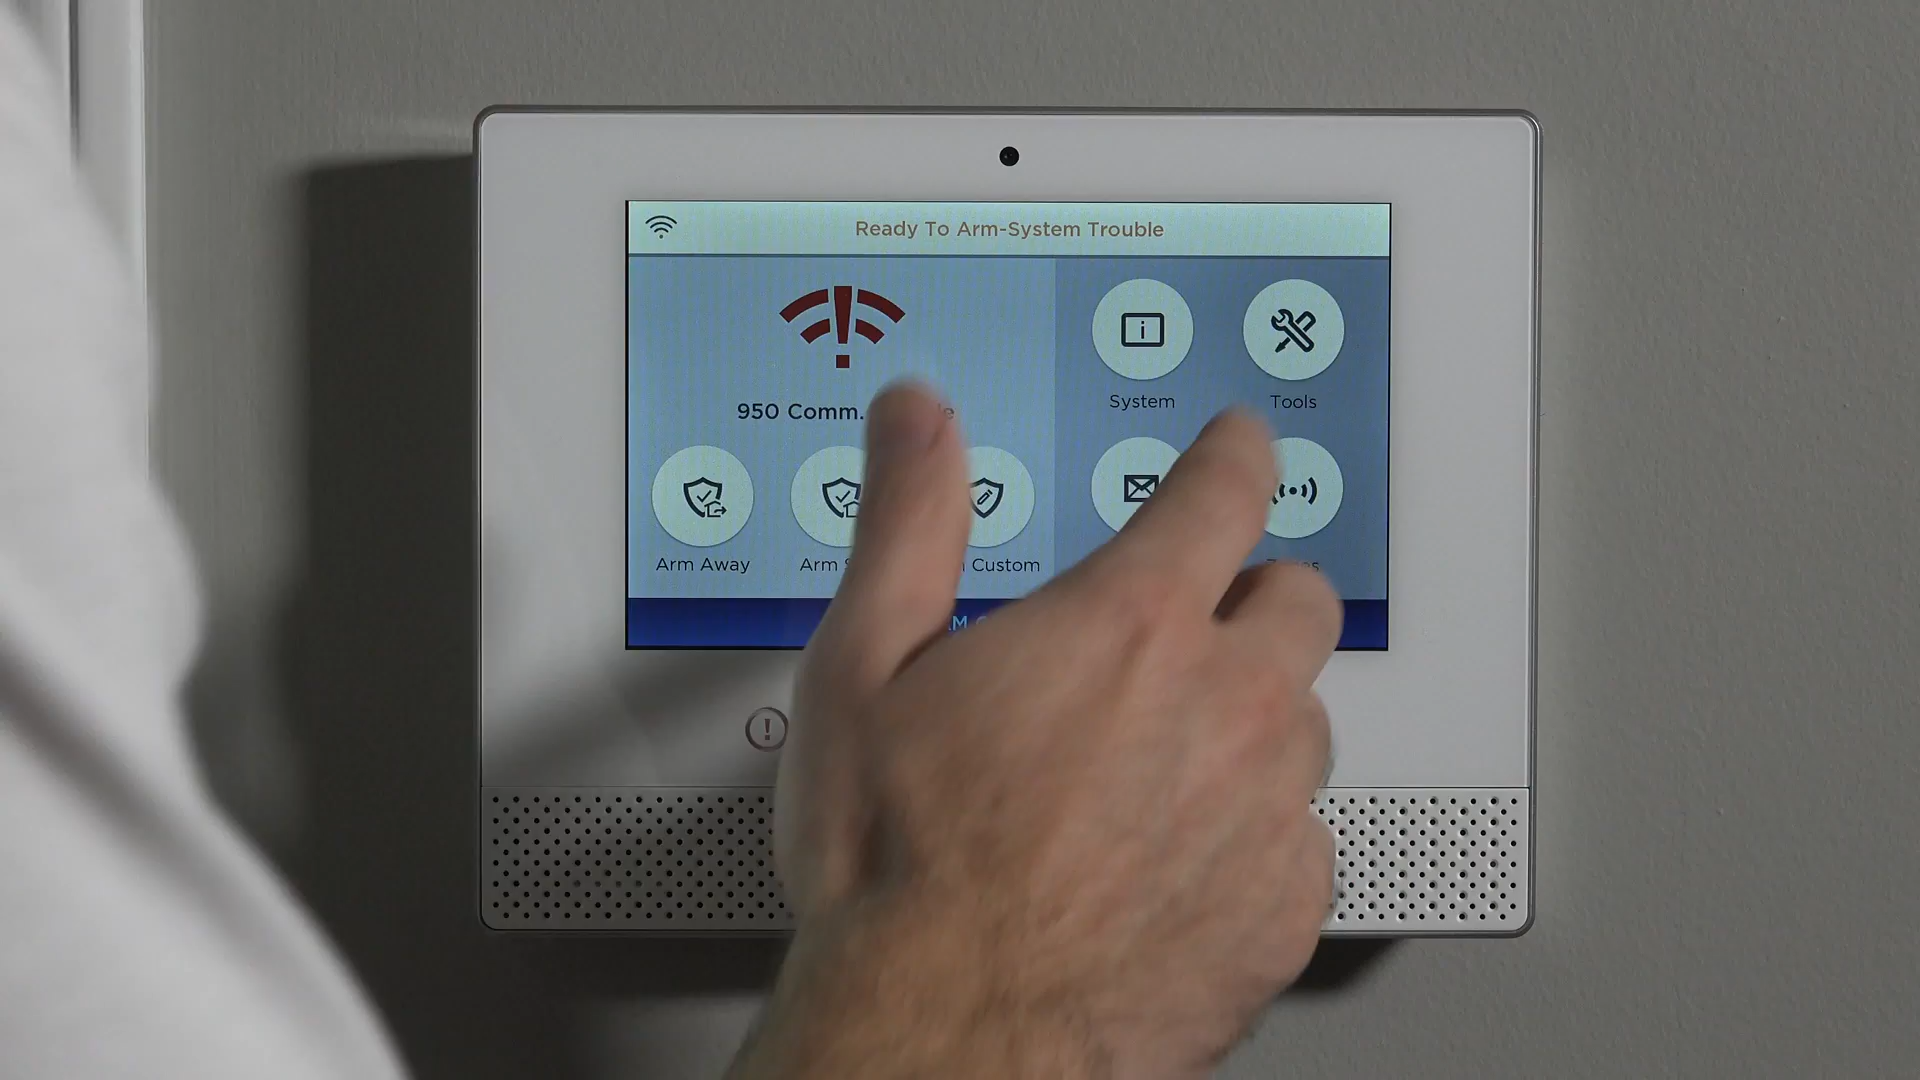 Ready To Arm-System Trouble
950 Comm.
System
Tools
Arm Away
Arm
Custom